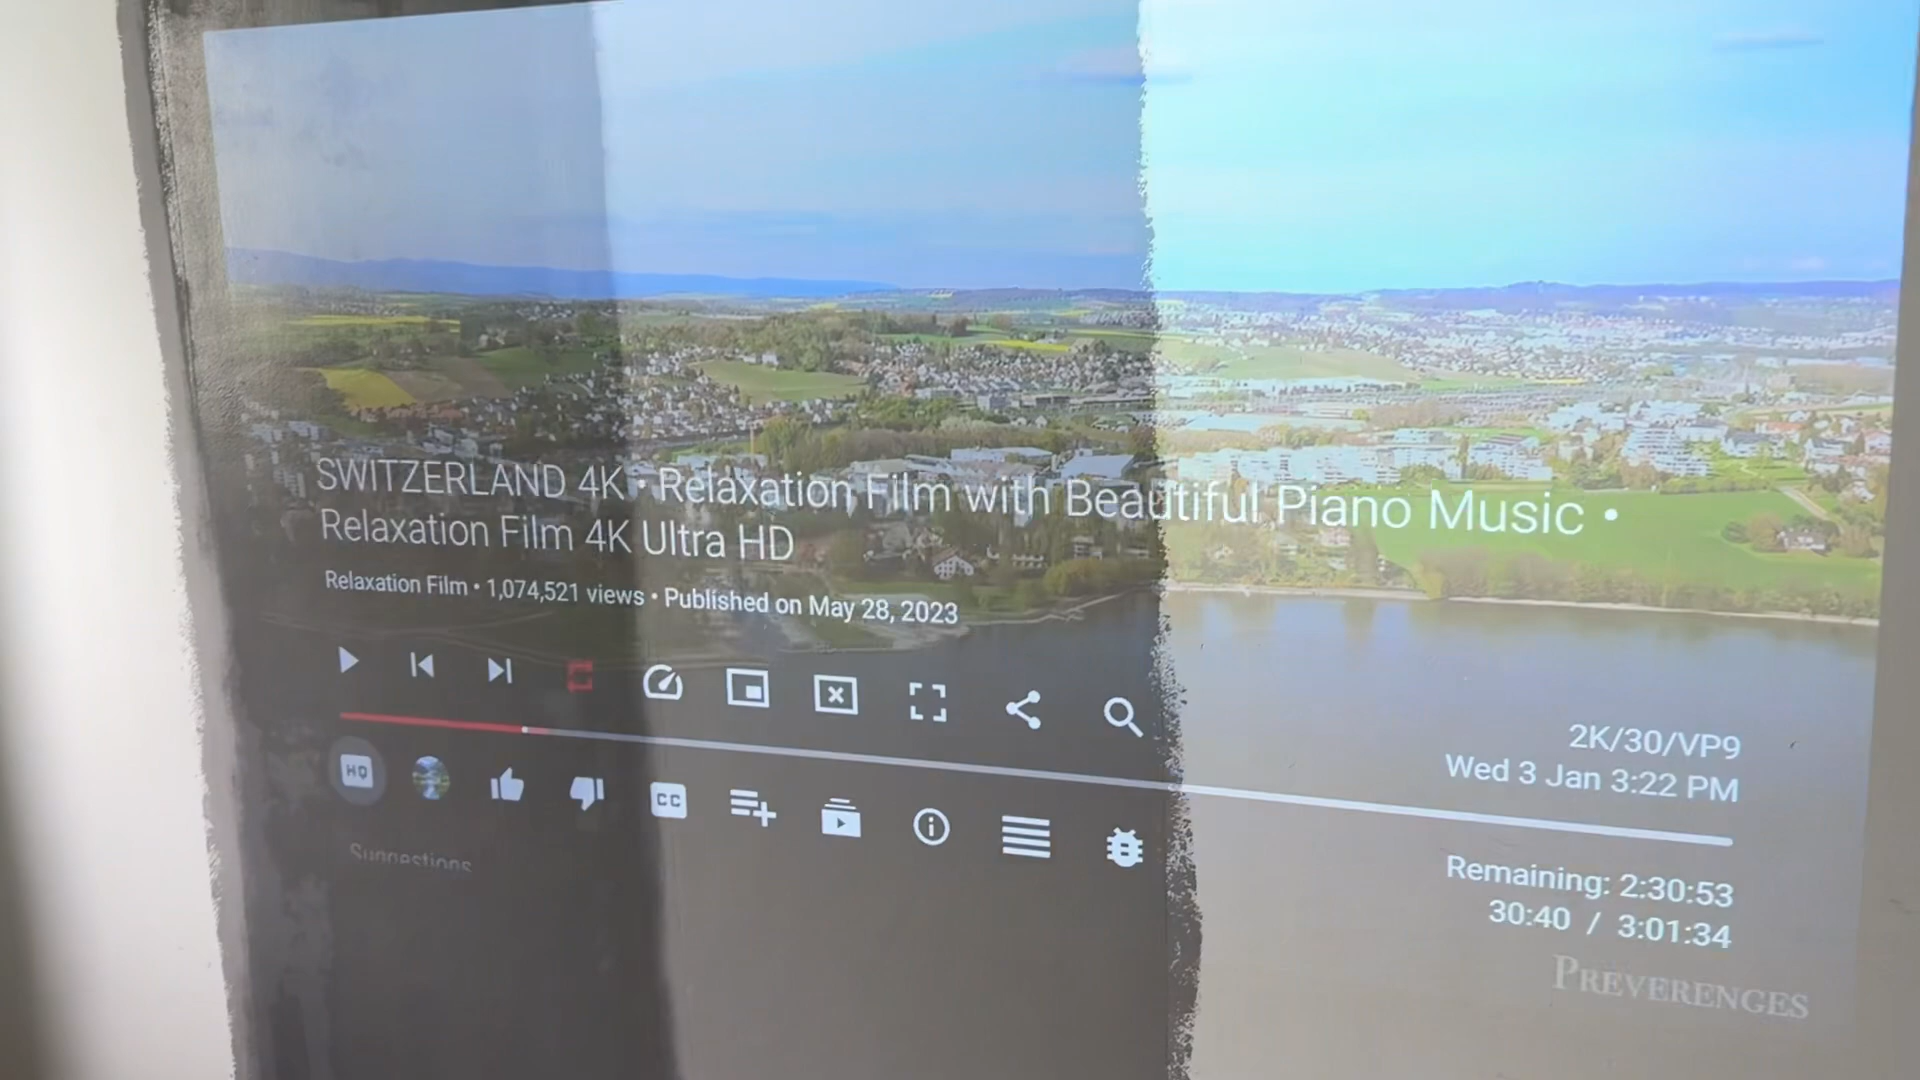 SWITZERLAND 4K • Relaxation Film with Beautiful Piano Music •
Relaxation Film 4K Ultra HD
Relaxation Film • 1,074,521 views • Published on May 28, 2023
2K/30/VP9
Wed 3 Jan 3:22 PM
HQ
CC
Suggestions
Remaining: 2:30:53
30:40 / 3:01:34
PREVERENGES